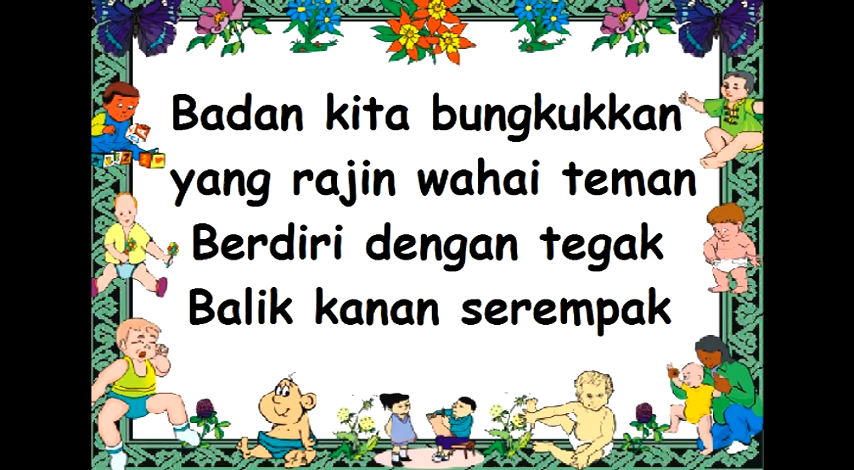 Badan kita bungkukkan
yang rajin wahai teman
Berdiri dengan tegak
Balik kanan serempak